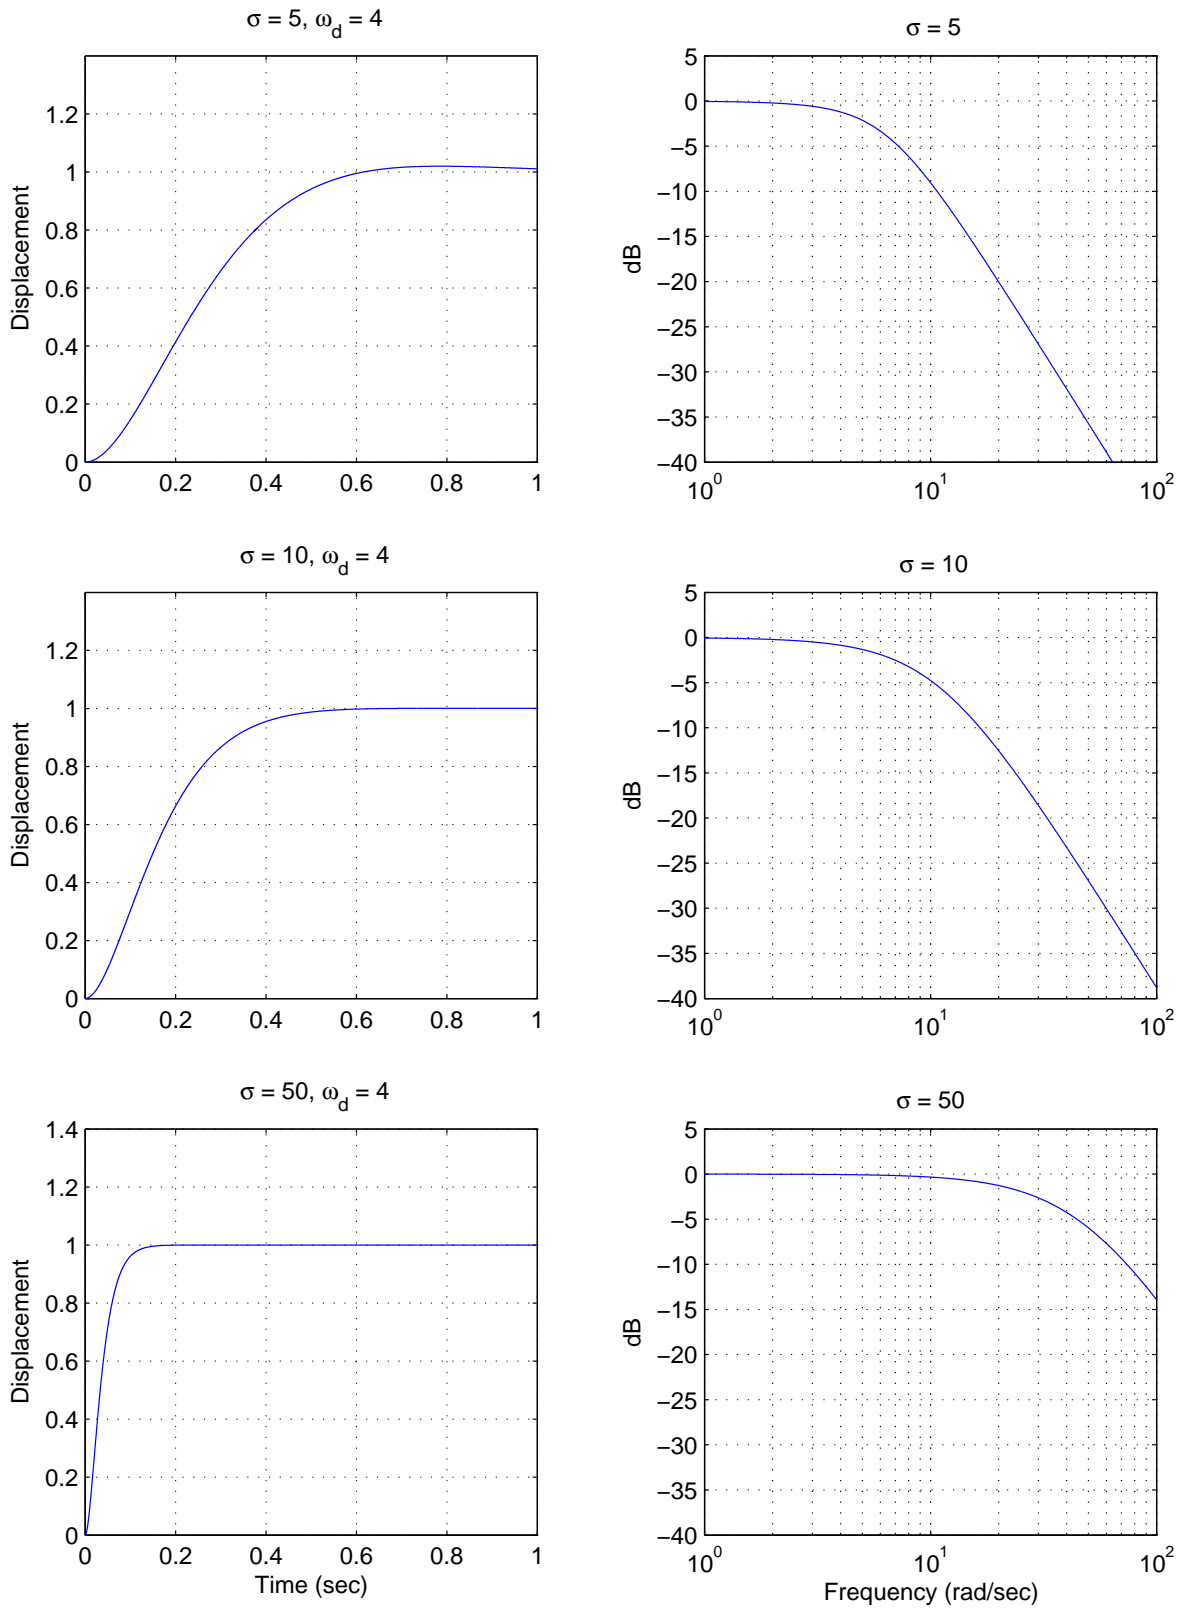 σ = 5, ω_d = 4
Displacement
1.2
1
0.8
0.6
0.4
0.2
0
0 0.2 0.4 0.6 0.8 1
σ = 5
dB
5
0
−5
−10
−15
−20
−25
−30
−35
−40
10^0 10^1 10^2
σ = 10, ω_d = 4
Displacement
1.2
1
0.8
0.6
0.4
0.2
0
0 0.2 0.4 0.6 0.8 1
σ = 10
dB
5
0
−5
−10
−15
−20
−25
−30
−35
−40
10^0 10^1 10^2
σ = 50, ω_d = 4
Displacement
1.4
1.2
1
0.8
0.6
0.4
0.2
0
0 0.2 0.4 0.6 0.8 1
Time (sec)
σ = 50
dB
5
0
−5
−10
−15
−20
−25
−30
−35
−40
10^0 10^1 10^2
Frequency (rad/sec)